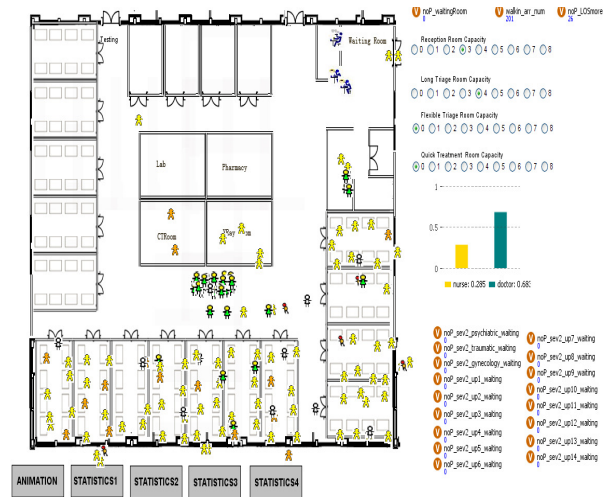 noP_waitingRoom
0
walkin_arr_num
201
noP_LOSmore
26
Testing
Waiting Room
Reception Room Capacity
0 1 2 3 4 5 6 7 8
Long Triage Room Capacity
0 1 2 3 4 5 6 7 8
Flexible Triage Room Capacity
0 1 2 3 4 5 6 7 8
Quick Treatment Room Capacity
0 1 2 3 4 5 6 7 8
Lab
Pharmacy
CTRoom
1
0.5
0
nurse: 0.285
doctor: 0.68
noP_sev2_psychiatric_waiting
0
noP_sev2_traumatic_waiting
0
noP_sev2_gynecology_waiting
0
noP_sev2_up1_waiting
0
noP_sev2_up2_waiting
0
noP_sev2_up3_waiting
0
noP_sev2_up4_waiting
0
noP_sev2_up5_waiting
0
noP_sev2_up6_waiting
0
noP_sev2_up7_waiting
0
noP_sev2_up8_waiting
0
noP_sev2_up9_waiting
0
noP_sev2_up10_waiting
0
noP_sev2_up11_waiting
0
noP_sev2_up12_waiting
0
noP_sev2_up13_waiting
0
noP_sev2_up14_waiting
0
ANIMATION
STATISTICS1
STATISTICS2
STATISTICS3
STATISTICS4